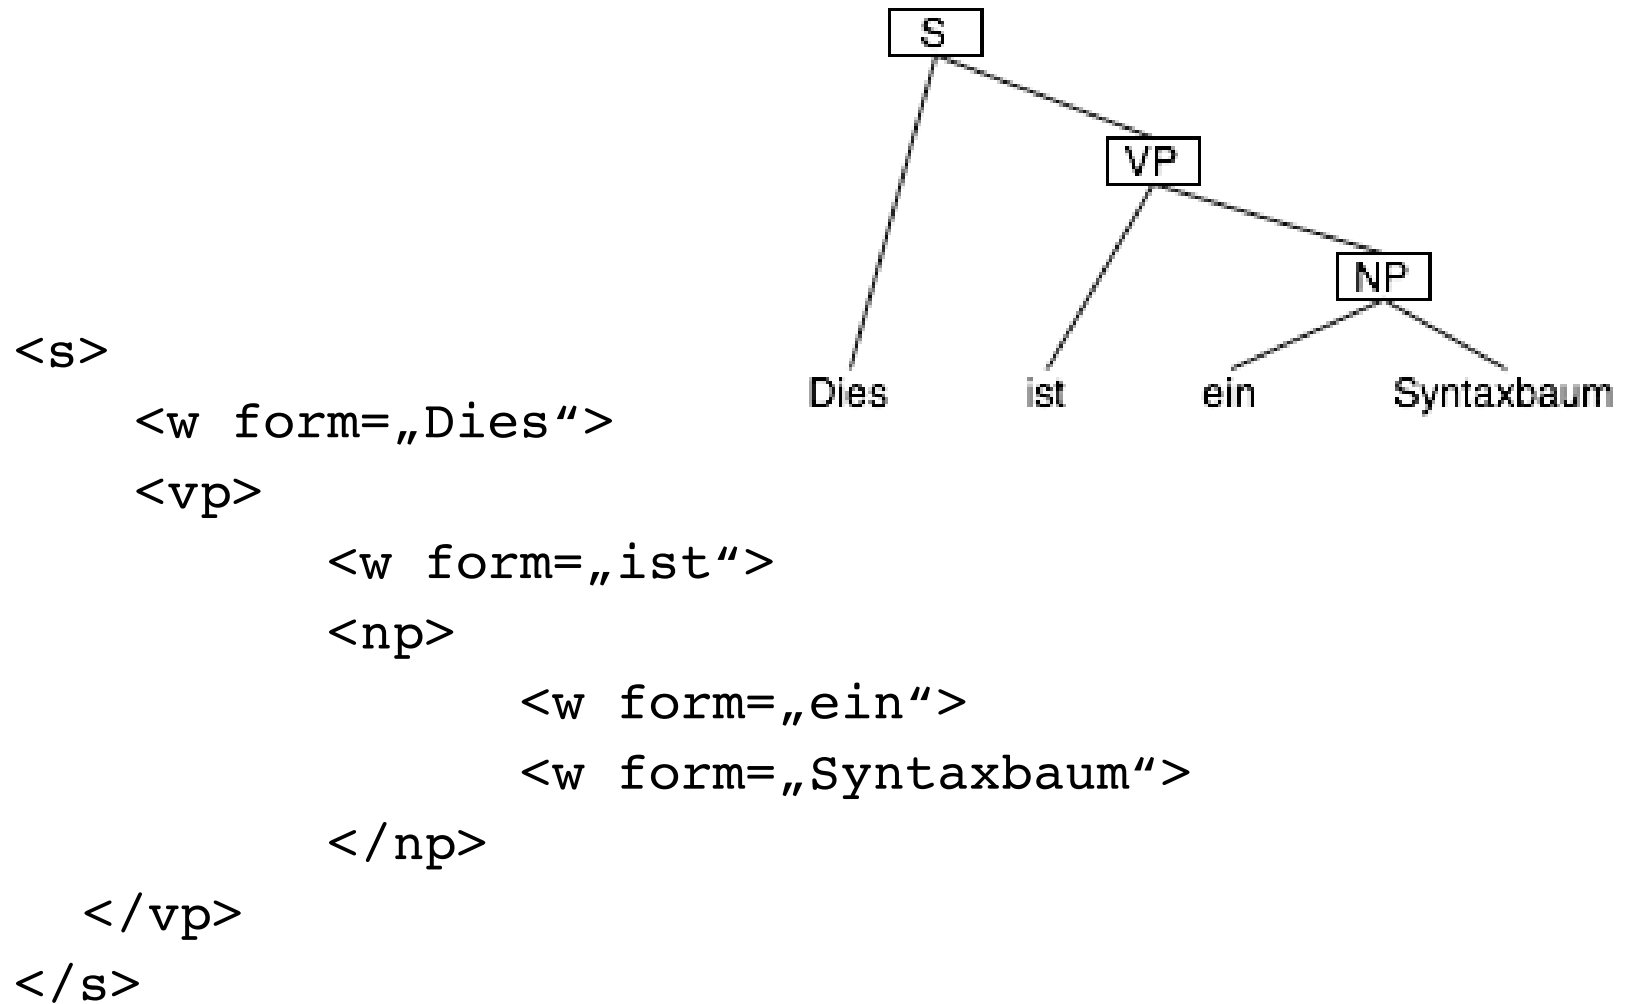 S
VP
NP
Dies ist ein Syntaxbaum
<s>
<w form=„Dies“>
<vp>
<w form=„ist“>
<np>
<w form=„ein“>
<w form=„Syntaxbaum“>
</np>
</vp>
</s>